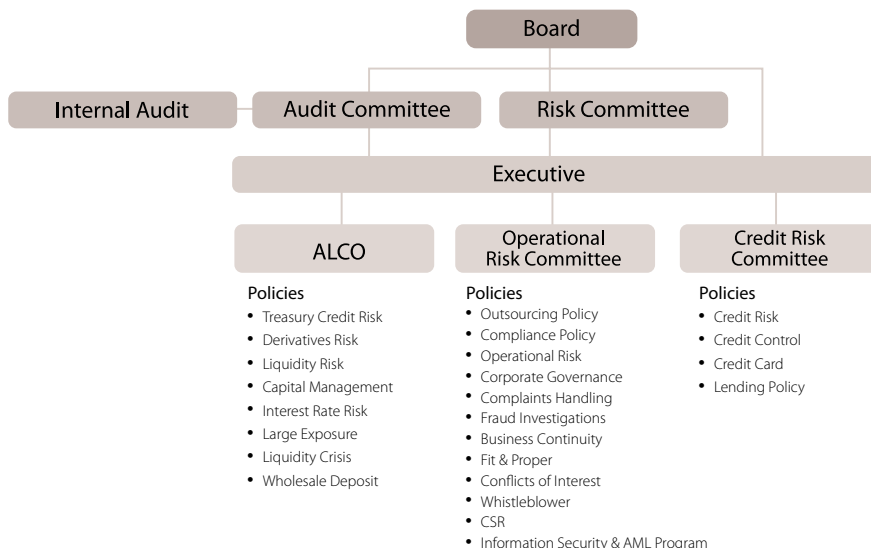 Board
Internal Audit
Audit Committee
Risk Committee
Executive
ALCO
Policies
• Treasury Credit Risk
• Derivatives Risk
• Liquidity Risk
• Capital Management
• Interest Rate Risk
• Large Exposure
• Liquidity Crisis
• Wholesale Deposit
Operational
Risk Committee
Policies
• Outsourcing Policy
• Compliance Policy
• Operational Risk
• Corporate Governance
• Complaints Handling
• Fraud Investigations
• Business Continuity
• Fit & Proper
• Conflicts of Interest
• Whistleblower
• CSR
• Information Security & AML Program
Credit Risk
Committee
Policies
• Credit Risk
• Credit Control
• Credit Card
• Lending Policy